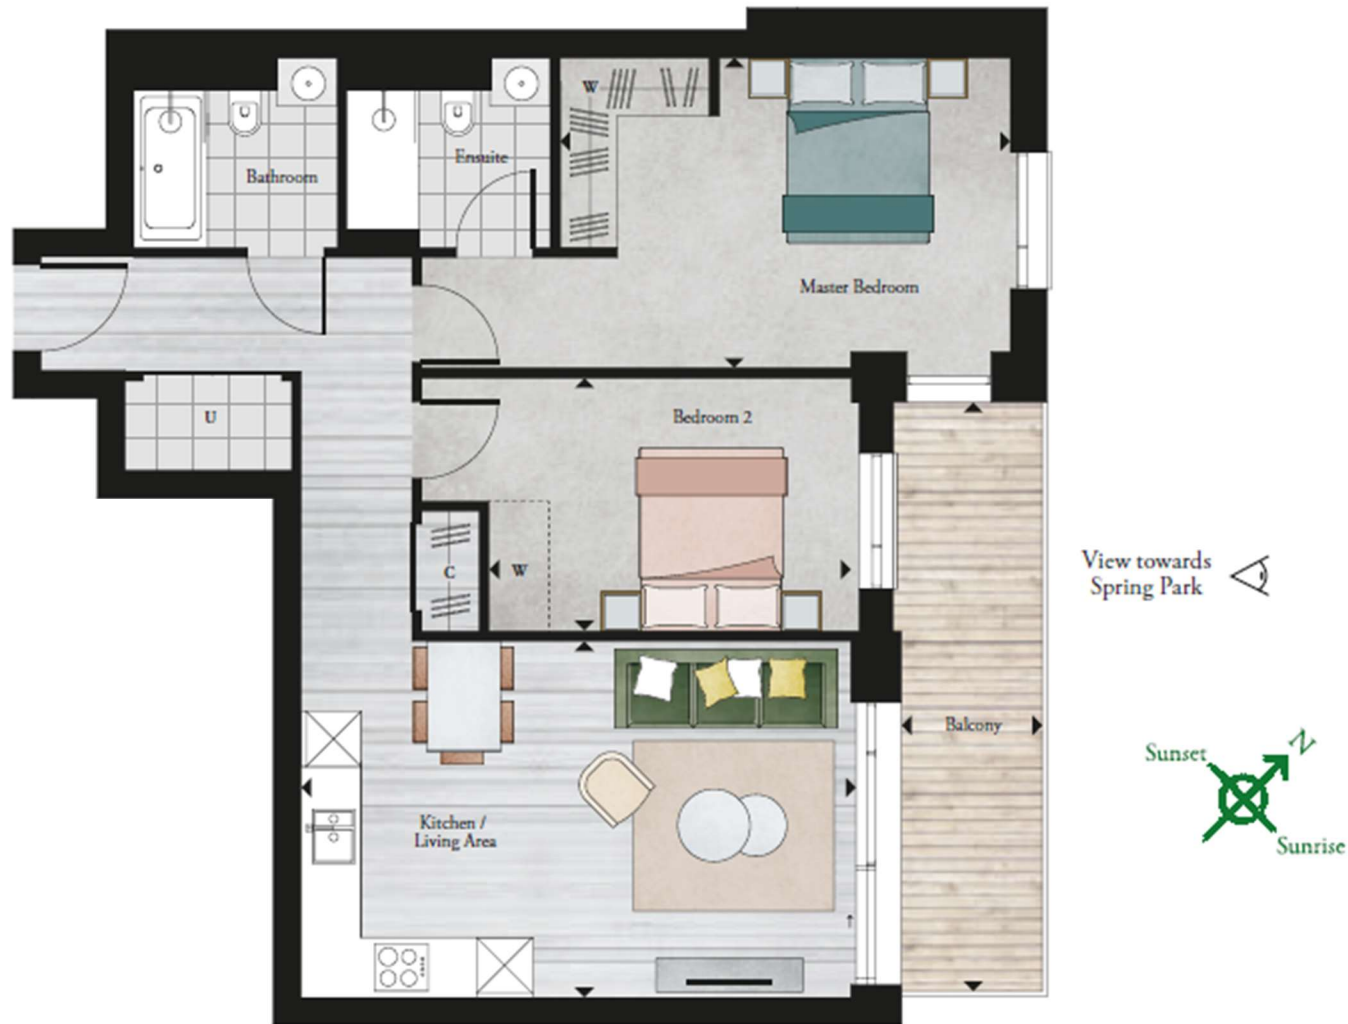 W
Bathroom
Ensuite
Master Bedroom
U
Bedroom 2
C
W
View towards
Spring Park
Balcony
N
Sunset
Sunrise
Kitchen /
Living Area